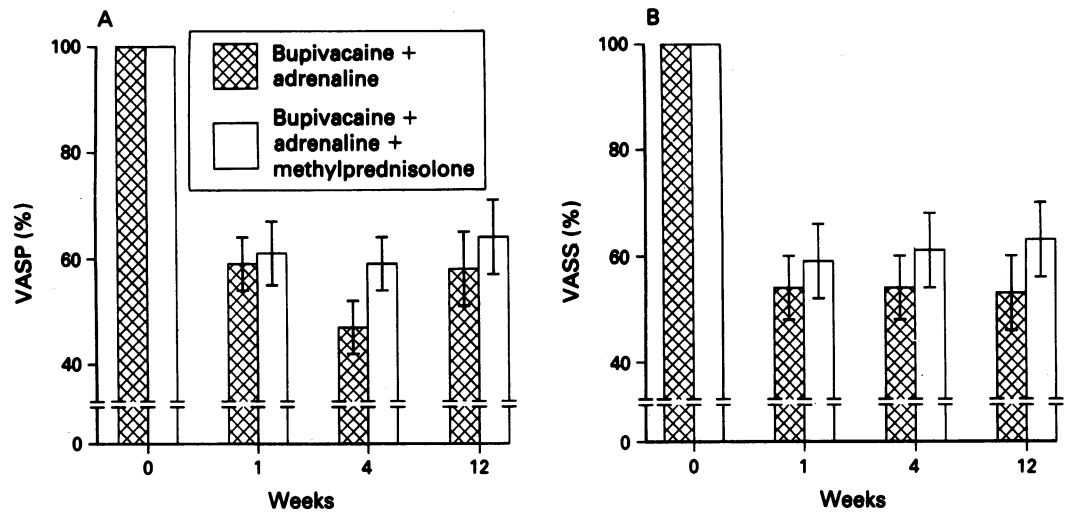 A
Bupivacaine +
adrenaline
Bupivacaine +
adrenaline +
methylprednisolone
VASP (%)
100
80
60
40
0
0 1 4 12
Weeks
B
VASS (%)
100
80
60
40
0
0 1 4 12
Weeks